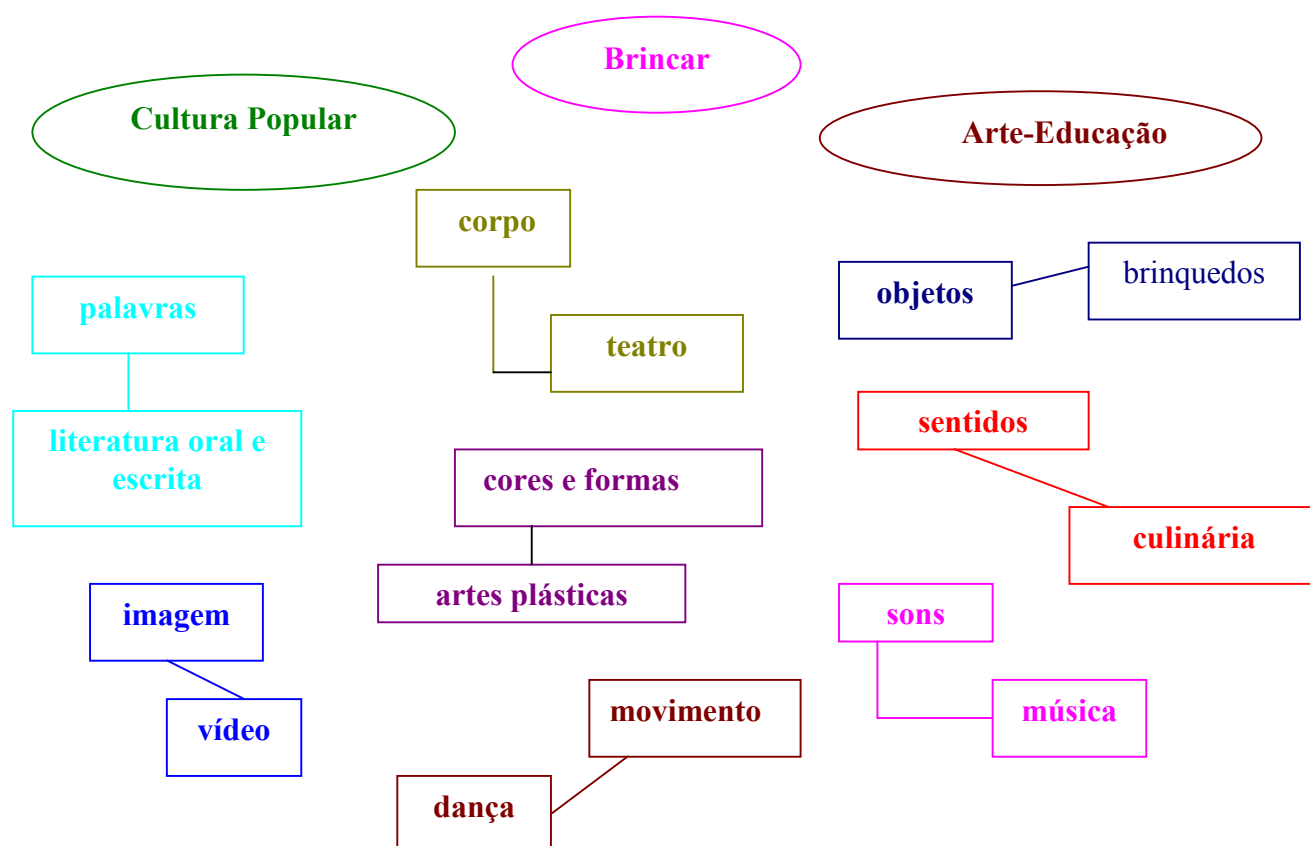 Brincar
Cultura Popular
Arte-Educação
corpo
objetos
brinquedos
palavras
teatro
literatura oral e
escrita
sentidos
cores e formas
culinária
artes plásticas
imagem
sons
vídeo
movimento
música
dança